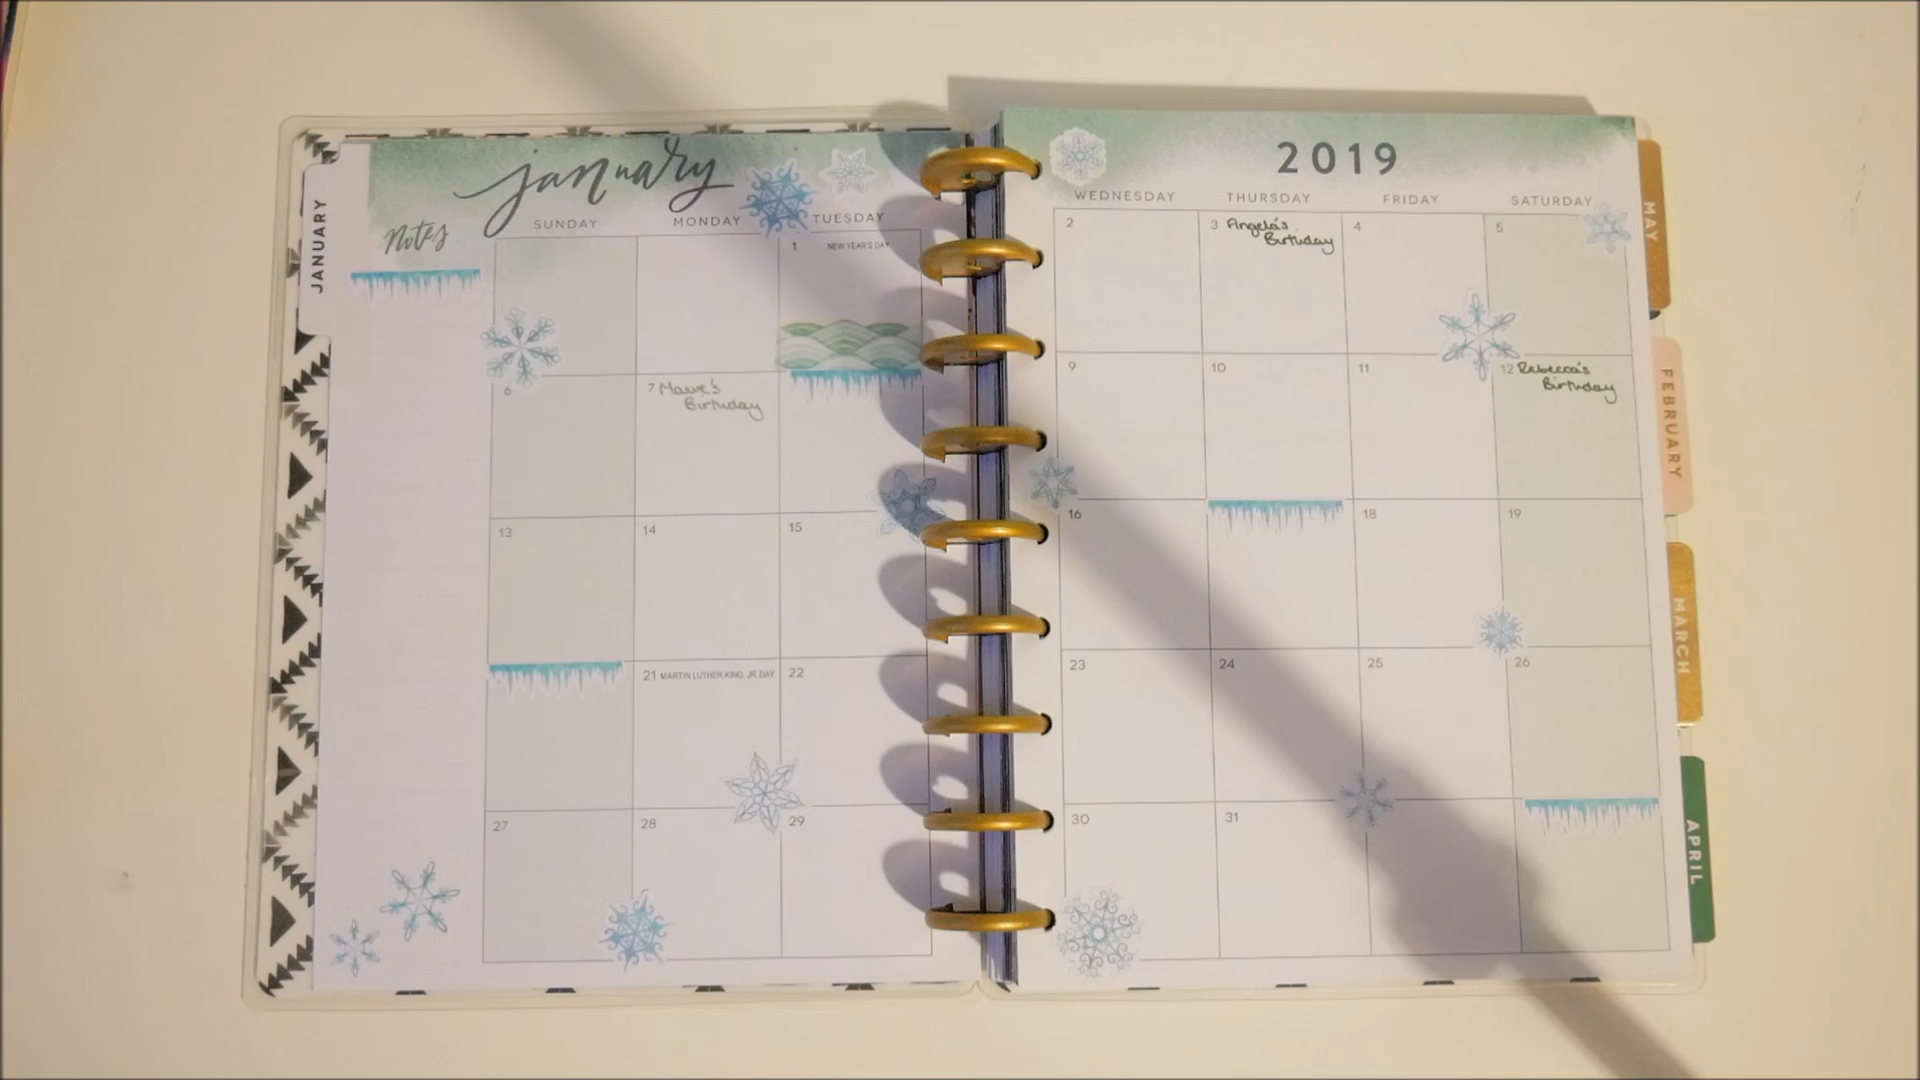 january
2019
JANUARY
notes
SUNDAY
MONDAY
TUESDAY
WEDNESDAY
THURSDAY
FRIDAY
SATURDAY
1 NEW YEAR'S DAY
2
3 Angela's
Birthday
4
5
6
7
Birthday
9
10
11
12 Rebecca's
Birthday
13
14
15
16
18
19
21 MARTIN LUTHER KING, JR. DAY
22
23
24
25
26
27
28
29
30
31
MAY
FEBRUARY
MARCH
APRIL